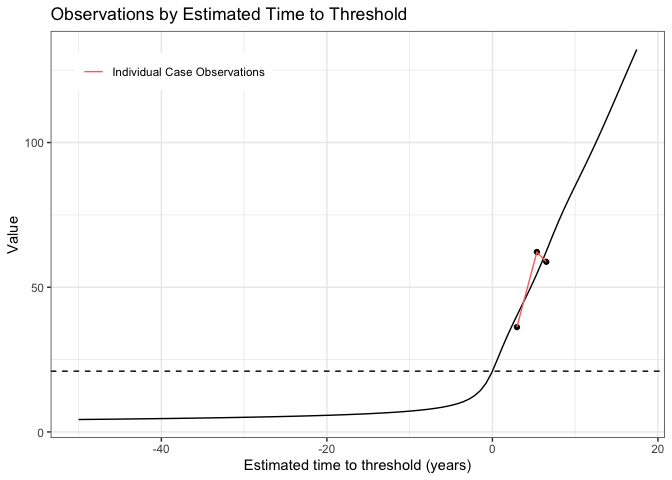 Observations by Estimated Time to Threshold
Individual Case Observations
100
50
0
Value
-40 -20 0 20
Estimated time to threshold (years)